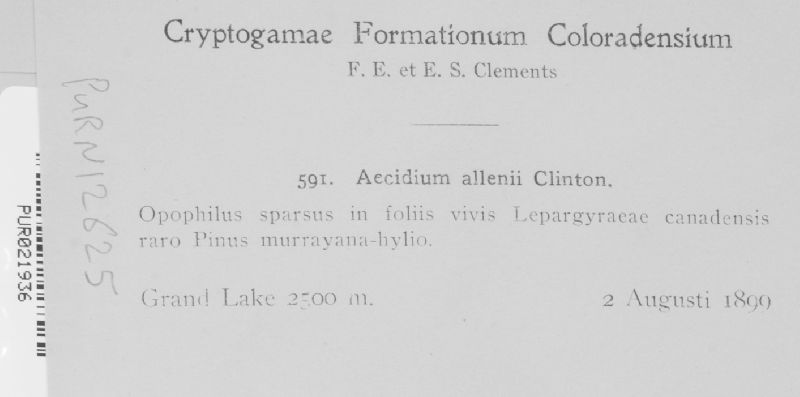 Cryptogamae Formationum Coloradensium
F. E. et E. S. Clements
591. Aecidium allenii Clinton.
Opophilus sparsus in foliis vivis Lepargyraeae canadensis
raro Pinus murrayana-hylio.
Grand Lake 2500 m.
2 Augusti 1899
PURN12625
PUR021936